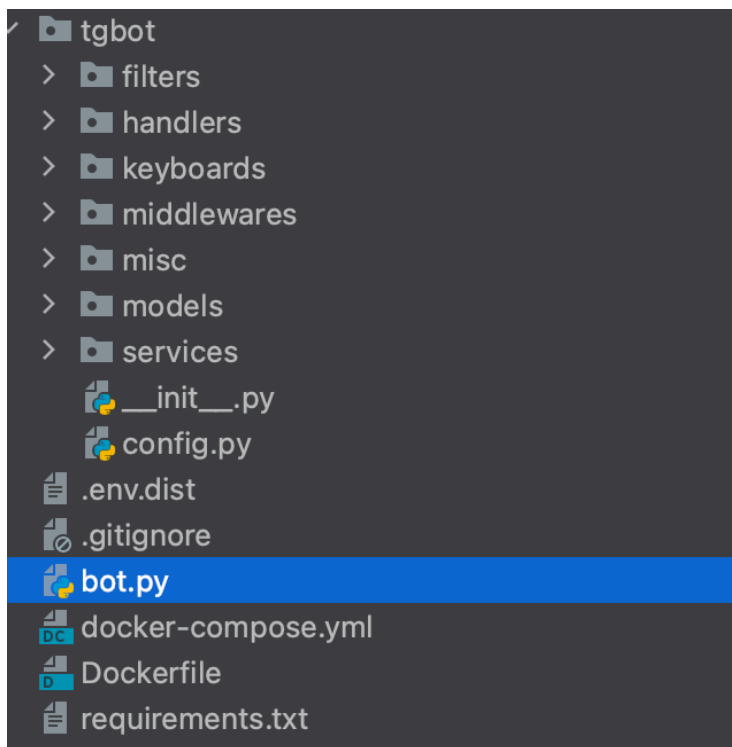 tgbot
filters
handlers
keyboards
middlewares
misc
models
services
__init__.py
config.py
.env.dist
.gitignore
bot.py
DC docker-compose.yml
D Dockerfile
requirements.txt